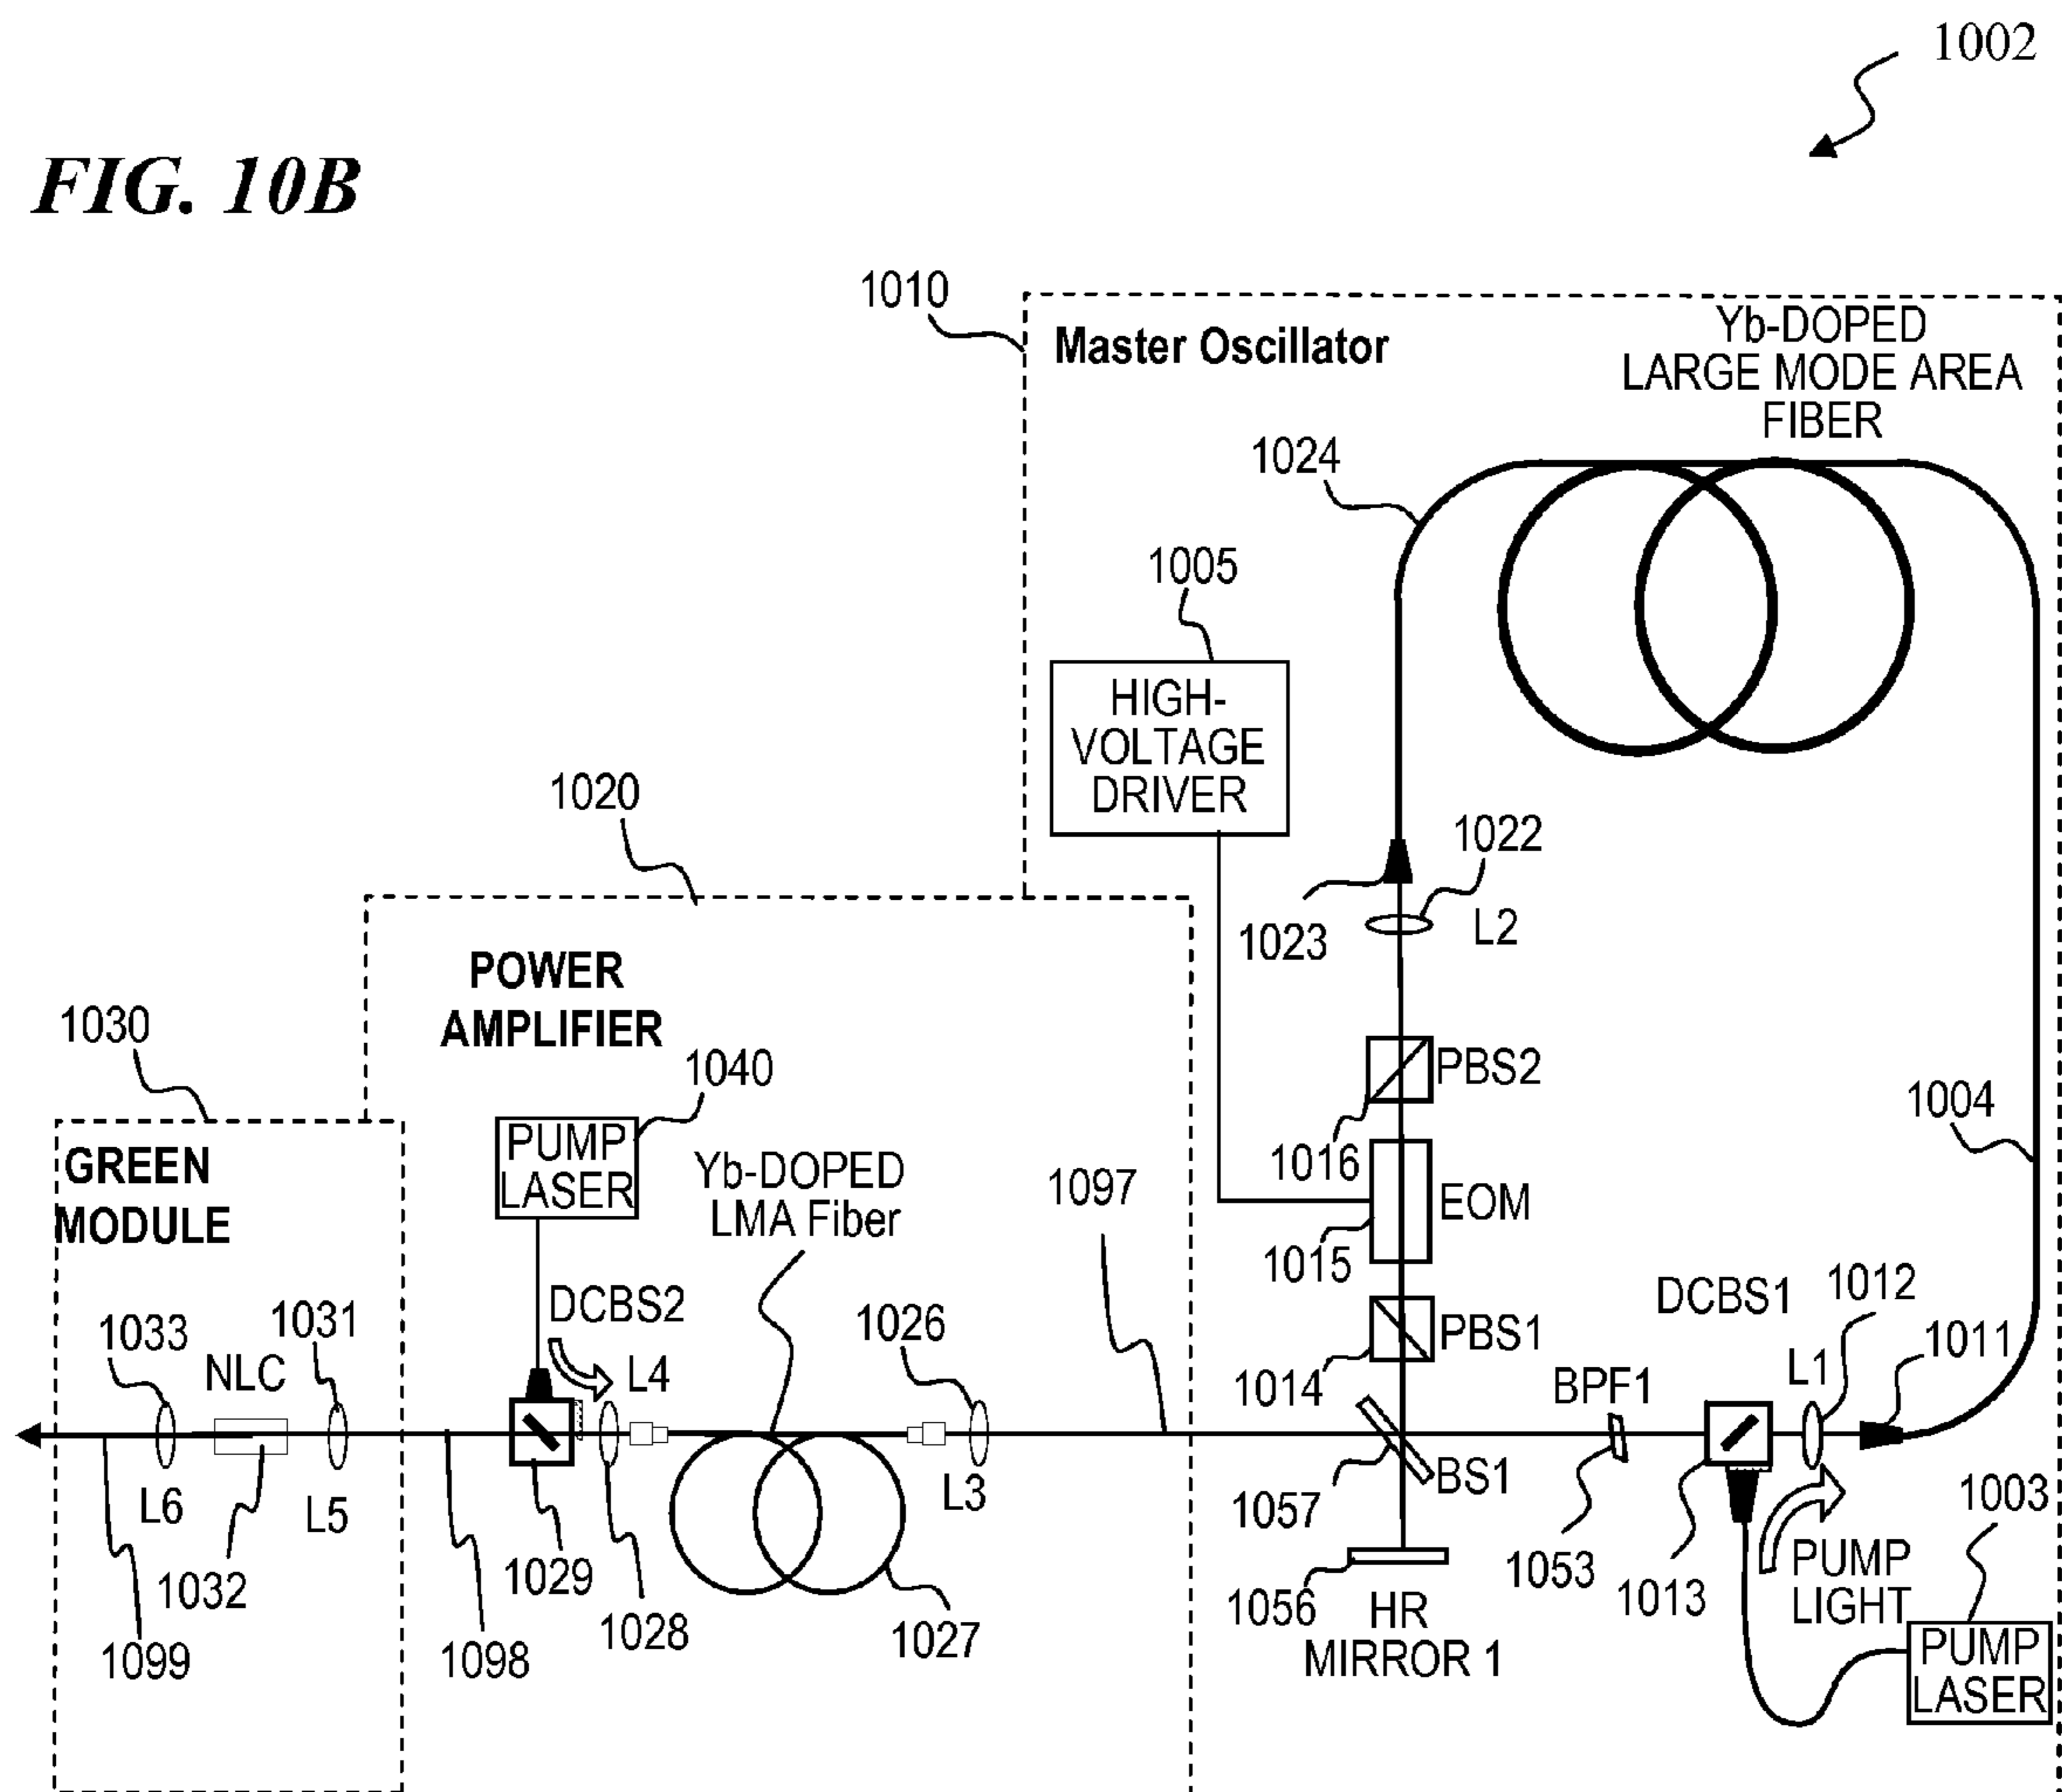 1002
FIG. 10B
1010
Master Oscillator
Yb-DOPED
LARGE MODE AREA
FIBER
1024
1005
HIGH-
VOLTAGE
DRIVER
1020
1022
1023
L2
POWER
AMPLIFIER
1030
1040
PUMP
LASER
PBS2
1016
1004
GREEN
MODULE
Yb-DOPED
LMA Fiber
1097
EOM
1015
DCBS2
1026
DCBS1
1012
1033
1031
NLC
L4
PBS1
1014
BPF1
L1
1011
L6
L5
L3
BS1
1057
1003
1032
1029
1028
1056
HR
MIRROR 1
1053
1013
PUMP
LIGHT
1099
1098
1027
PUMP
LASER